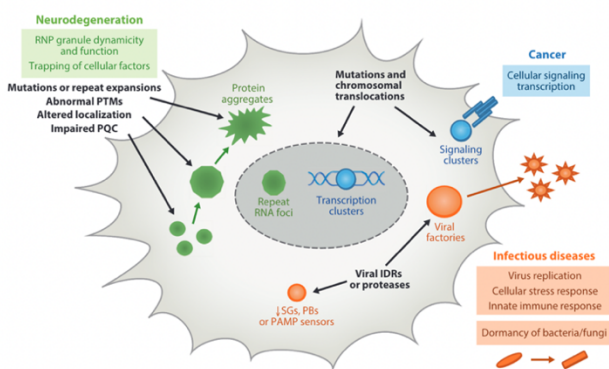 Neurodegeneration
RNP granule dynamicity
and function
Trapping of cellular factors
Mutations or repeat expansions
Abnormal PTMs
Altered localization
Impaired PQC
Protein
aggregates
Mutations and
chromosomal
translocations
Cancer
Cellular signaling
transcription
Signaling
clusters
Repeat
RNA foci
Transcription
clusters
Viral
factories
Viral IDRs
or proteases
↓SGs, PBs
or PAMP sensors
Infectious diseases
Virus replication
Cellular stress response
Innate immune response
Dormancy of bacteria/fungi